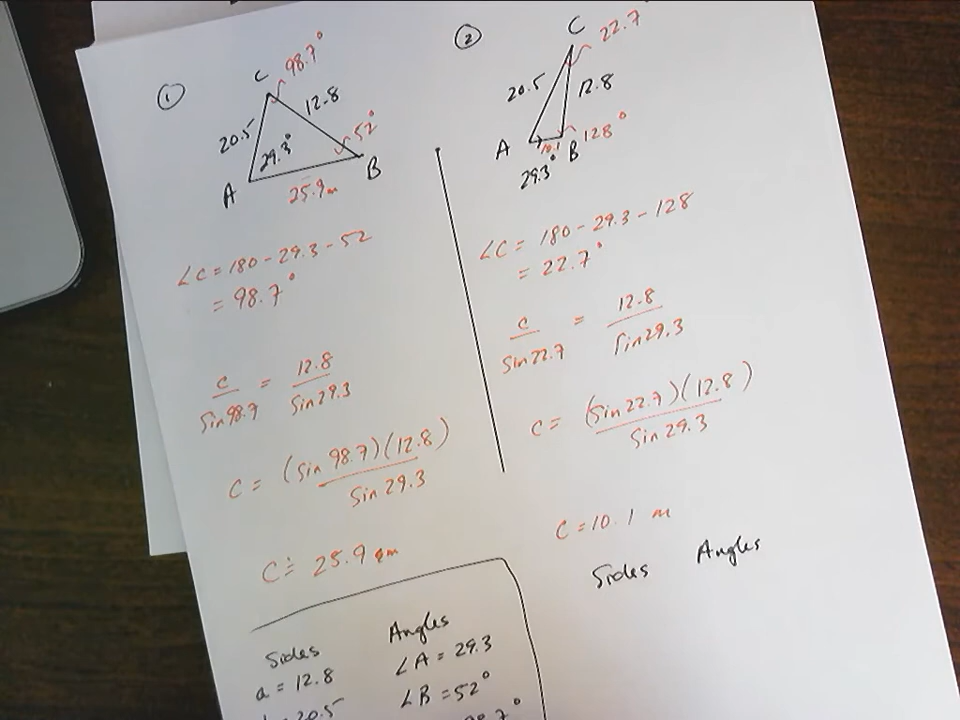 ①
C 98.7°
20.5 12.8
29.3° 52°
A B
25.9m
∠C = 180 - 29.3 - 52
= 98.7°
c/Sin 98.7 = 12.8/Sin 29.3
C = (Sin 98.7)(12.8)/Sin 29.3
C ≐ 25.9 m
Sides Angles
a = 12.8 ∠A = 29.3
20.5 ∠B = 52°
②
C 22.7°
20.5 12.8
A 10.1 B 128°
29.3°
∠C = 180 - 29.3 - 128
= 22.7°
c/Sin 22.7 = 12.8/Sin 29.3
C = (Sin 22.7)(12.8)/Sin 29.3
C = 10.1 m
Sides Angles